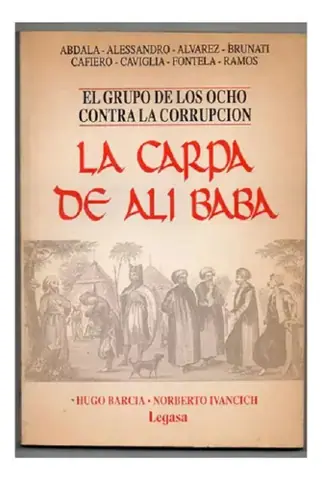 ABDALA - ALESSANDRO - ALVAREZ - BRUNATI
CAFIERO - CAVIGLIA - FONTELA - RAMOS
EL GRUPO DE LOS OCHO
CONTRA LA CORRUPCION
LA CARPA
DE ALI BABA
• HUGO BARCIA • NORBERTO IVANCICH
Legasa